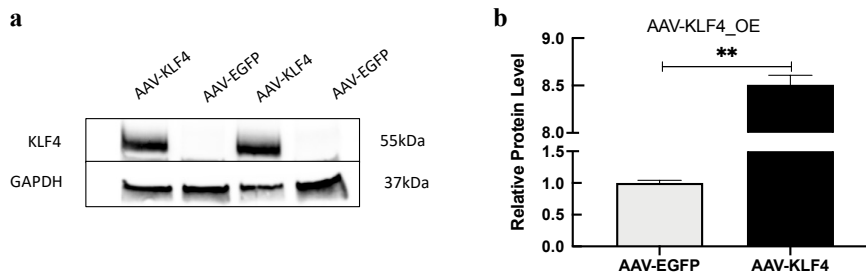 a
AAV-KLF4
AAV-EGFP
AAV-KLF4
AAV-EGFP
KLF4
55kDa
GAPDH
37kDa
b
AAV-KLF4_OE
**
Relative Protein Level
9.0
8.5
8.0
1.5
1.0
0.5
0.0
AAV-EGFP
AAV-KLF4